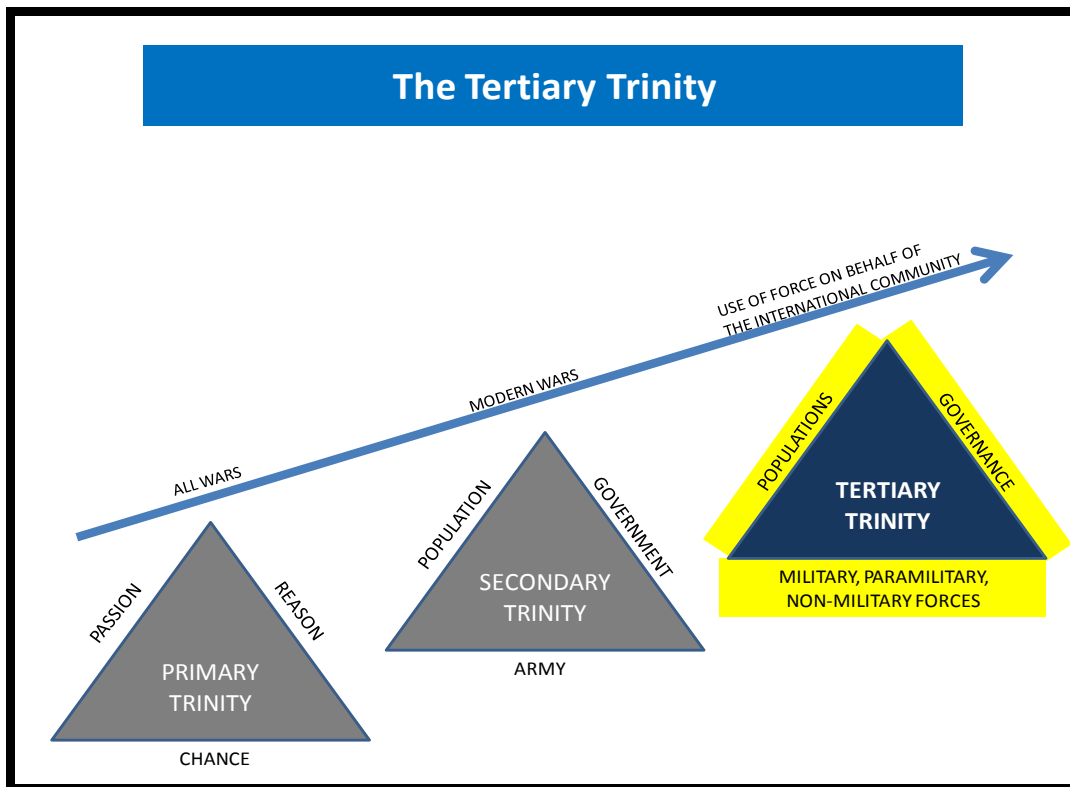 The Tertiary Trinity
USE OF FORCE ON BEHALF OF
THE INTERNATIONAL COMMUNITY
MODERN WARS
ALL WARS
PASSION
REASON
PRIMARY
TRINITY
CHANCE
POPULATION
GOVERNMENT
SECONDARY
TRINITY
ARMY
POPULATIONS
GOVERNANCE
TERTIARY
TRINITY
MILITARY, PARAMILITARY,
NON-MILITARY FORCES